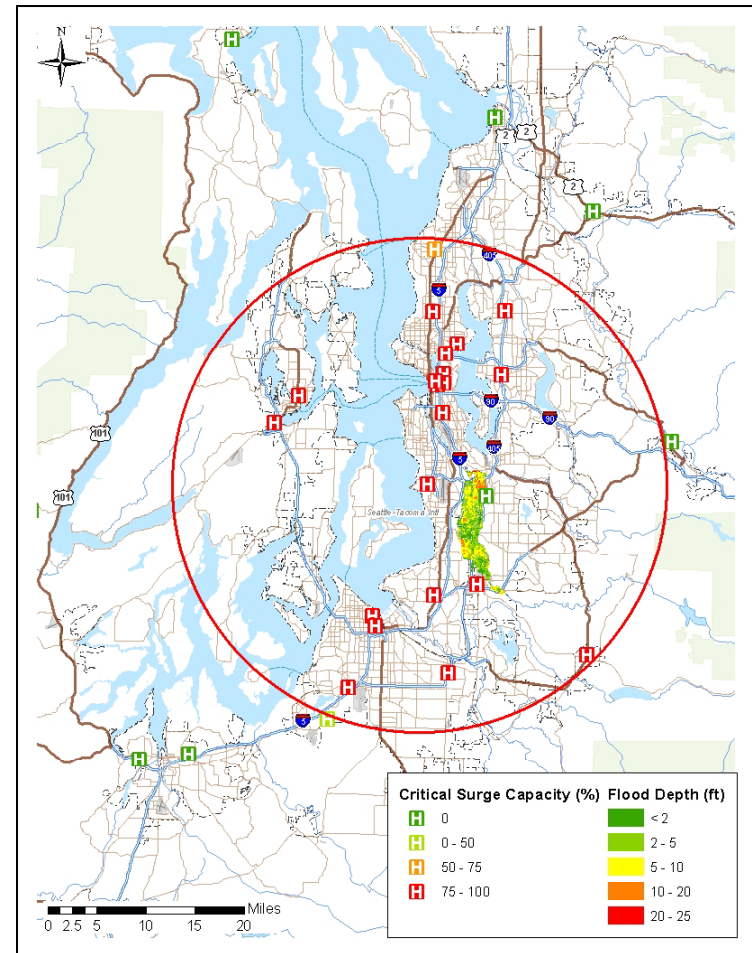 N
H
H
2
2
2
H
H
405
5
H
H
H
H
H
H
H
H
H
H
90
H
H
90
101
H
405
5
H
H
101
Seattle-Tacoma Intl
H
H
H
H
H
H
H
H
5
H
H
H
Critical Surge Capacity (%) Flood Depth (ft)
H 0 < 2
H 0 - 50 2 - 5
H 50 - 75 5 - 10
H 75 - 100 10 - 20
20 - 25
Miles
0 2.5 5 10 15 20